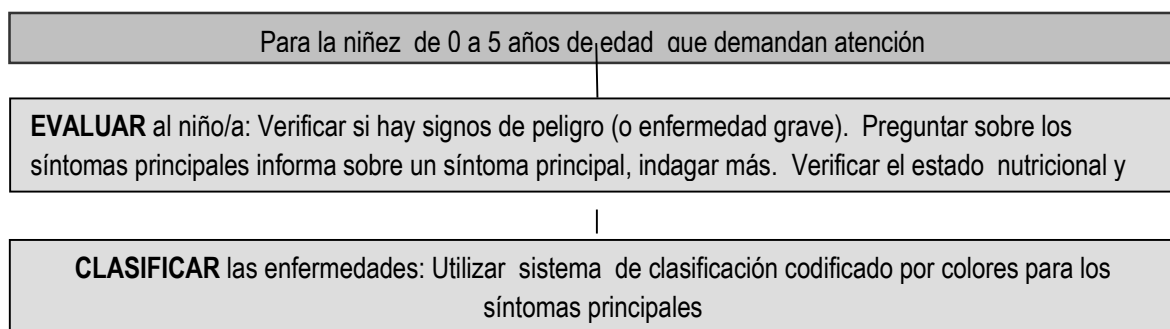 Para la niñez de 0 a 5 años de edad que demandan atención
EVALUAR al niño/a: Verificar si hay signos de peligro (o enfermedad grave). Preguntar sobre los
síntomas principales informa sobre un síntoma principal, indagar más. Verificar el estado nutricional y
CLASIFICAR las enfermedades: Utilizar sistema de clasificación codificado por colores para los
síntomas principales